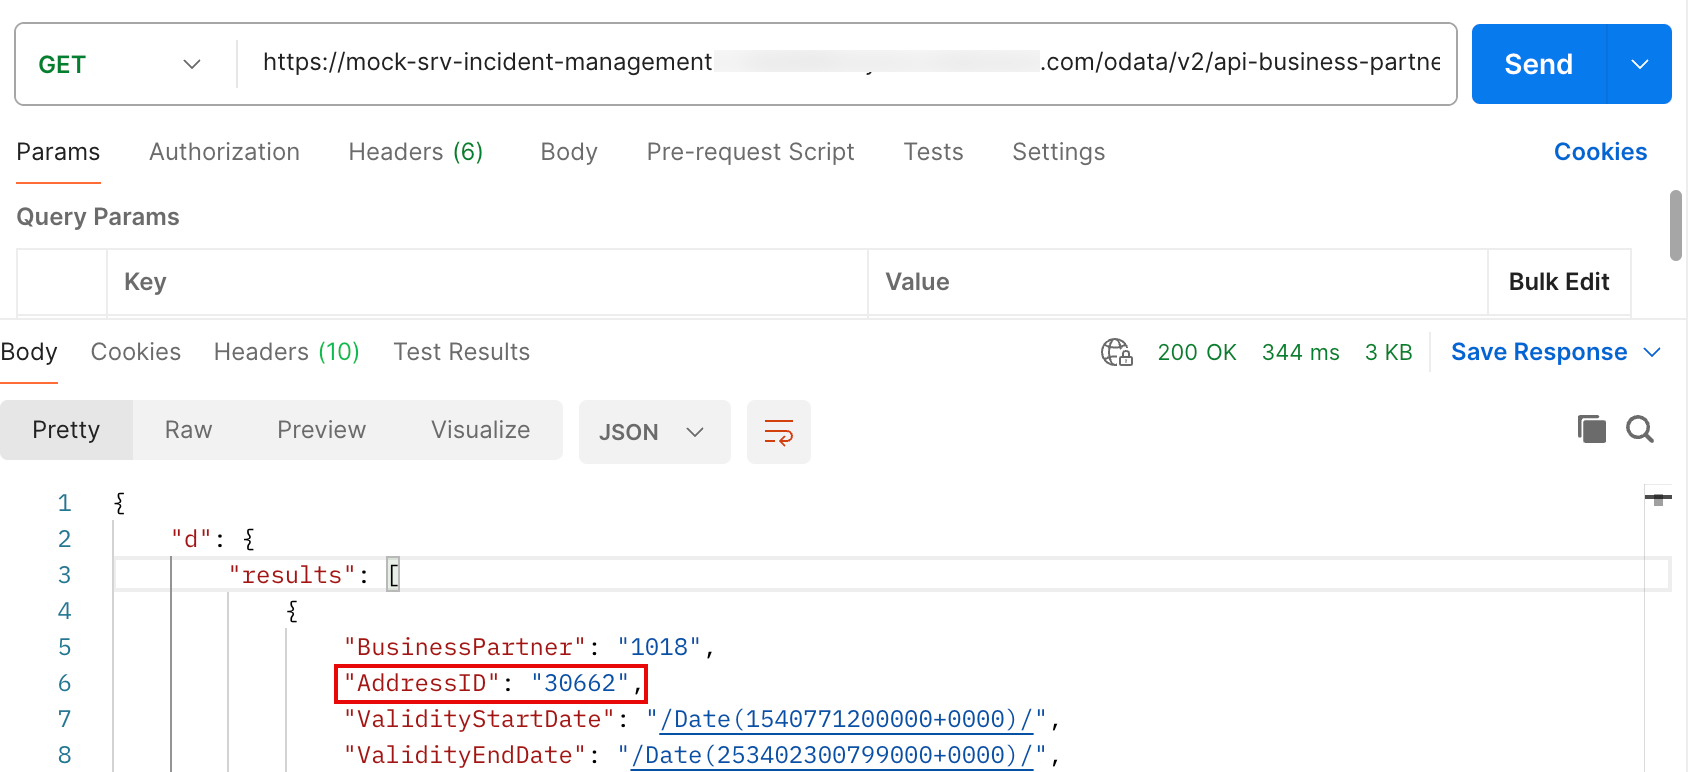 GET https://mock-srv-incident-management .com/odata/v2/api-business-partne Send
Params Authorization Headers (6) Body Pre-request Script Tests Settings Cookies
Query Params
Key Value Bulk Edit
Body Cookies Headers (10) Test Results 200 OK 344 ms 3 KB Save Response
Pretty Raw Preview Visualize JSON
1 {
2 "d": {
3 "results": [
4 {
5 "BusinessPartner": "1018",
6 "AddressID": "30662",
7 "ValidityStartDate": "/Date(1540771200000+0000)/",
8 "ValidityEndDate": "/Date(253402300799000+0000)/",